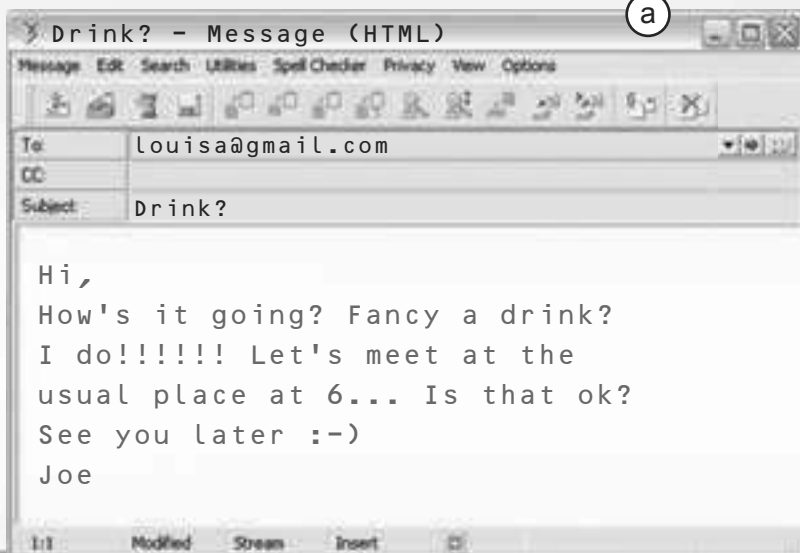 a
Drink? - Message (HTML)
Message Edit Search Utilities Spell Checker Privacy View Options
To: louisa@gmail.com
CC:
Subject: Drink?
Hi,
How's it going? Fancy a drink?
I do!!!!!! Let's meet at the
usual place at 6... Is that ok?
See you later :-)
Joe
1:1 Modified Stream Insert